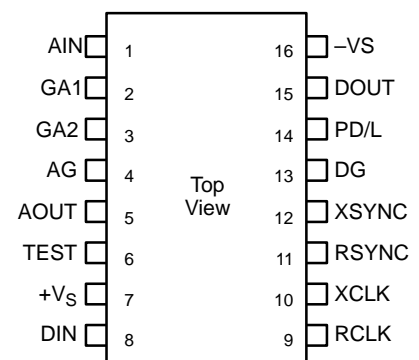 AIN 1 16 –VS
GA1 2 15 DOUT
GA2 3 14 PD/L
AG 4 13 DG
Top
View
AOUT 5 12 XSYNC
TEST 6 11 RSYNC
+VS 7 10 XCLK
DIN 8 9 RCLK